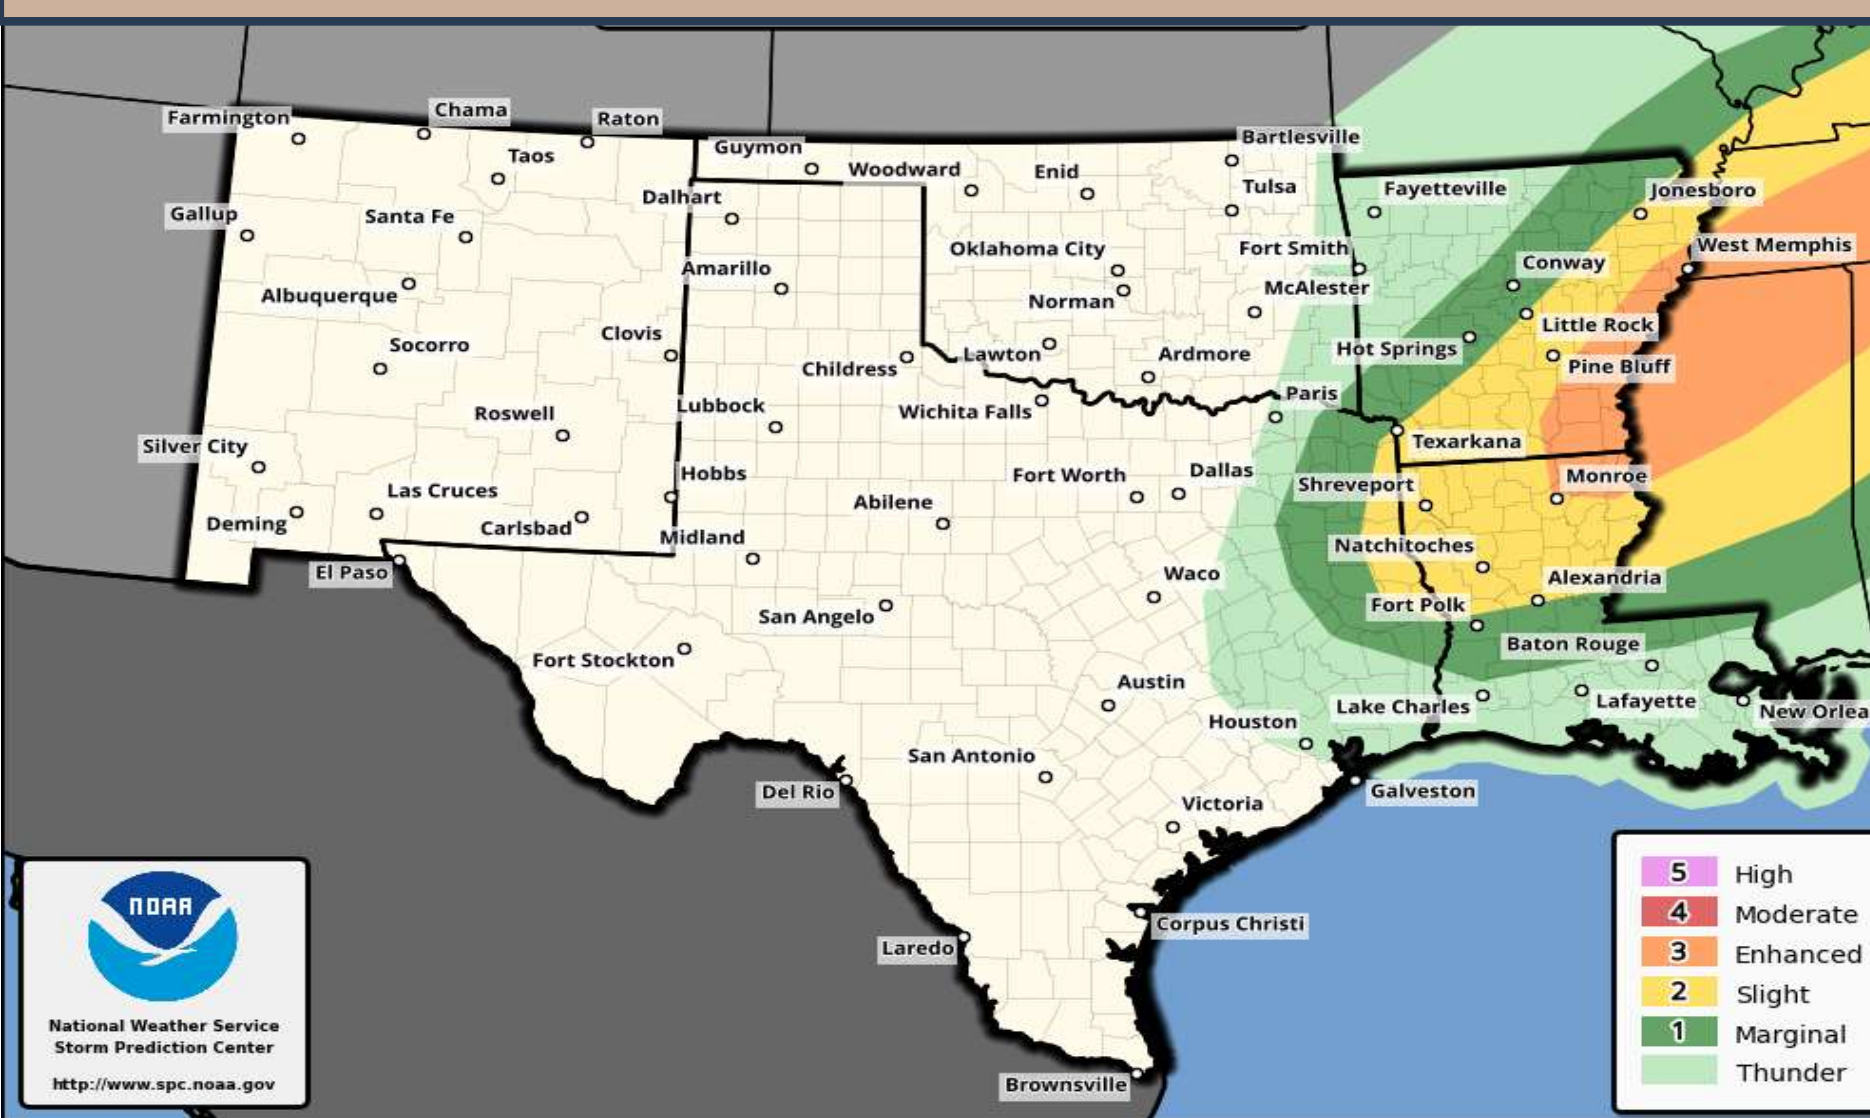 Farmington
Chama
Raton
Taos
Guymon
Woodward
Enid
Bartlesville
Tulsa
Dalhart
Fayetteville
Jonesboro
Gallup
Santa Fe
Oklahoma City
Fort Smith
West Memphis
Amarillo
Conway
Albuquerque
Norman
McAlester
Socorro
Clovis
Little Rock
Childress
Lawton
Ardmore
Hot Springs
Pine Bluff
Roswell
Lubbock
Wichita Falls
Paris
Silver City
Texarkana
Hobbs
Fort Worth
Dallas
Shreveport
Monroe
Las Cruces
Abilene
Deming
Carlsbad
Midland
Natchitoches
El Paso
Waco
Alexandria
San Angelo
Fort Polk
Fort Stockton
Baton Rouge
Austin
Houston
Lake Charles
Lafayette
New Orlea
San Antonio
Del Rio
Galveston
Victoria
Corpus Christi
Laredo
Brownsville
NOAA
National Weather Service
Storm Prediction Center
http://www.spc.noaa.gov
5 High
4 Moderate
3 Enhanced
2 Slight
1 Marginal
Thunder